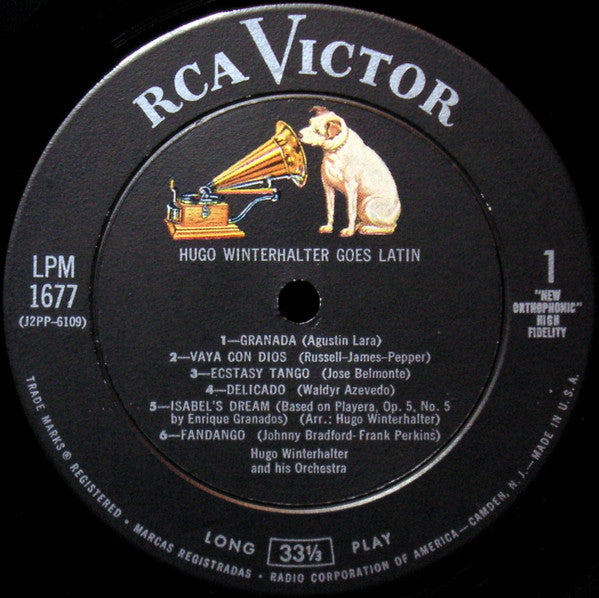 RCA VICTOR
HUGO WINTERHALTER GOES LATIN
LPM
1677
(J2PP-6109)
1
"NEW
ORTHOPHONIC"
HIGH
FIDELITY
1—GRANADA (Agustin Lara)
2—VAYA CON DIOS (Russell-James-Pepper)
3—ECSTASY TANGO (Jose Belmonte)
4—DELICADO (Waldyr Azevedo)
5—ISABEL'S DREAM (Based on Playera, Op. 5, No. 5
by Enrique Granados) (Arr.: Hugo Winterhalter)
6—FANDANGO (Johnny Bradford-Frank Perkins)
Hugo Winterhalter
and his Orchestra
LONG 33⅓ PLAY
TRADE MARKS ® REGISTERED • MARCAS REGISTRADAS • RADIO CORPORATION OF AMERICA—CAMDEN, N. J.—MADE IN U.S.A.